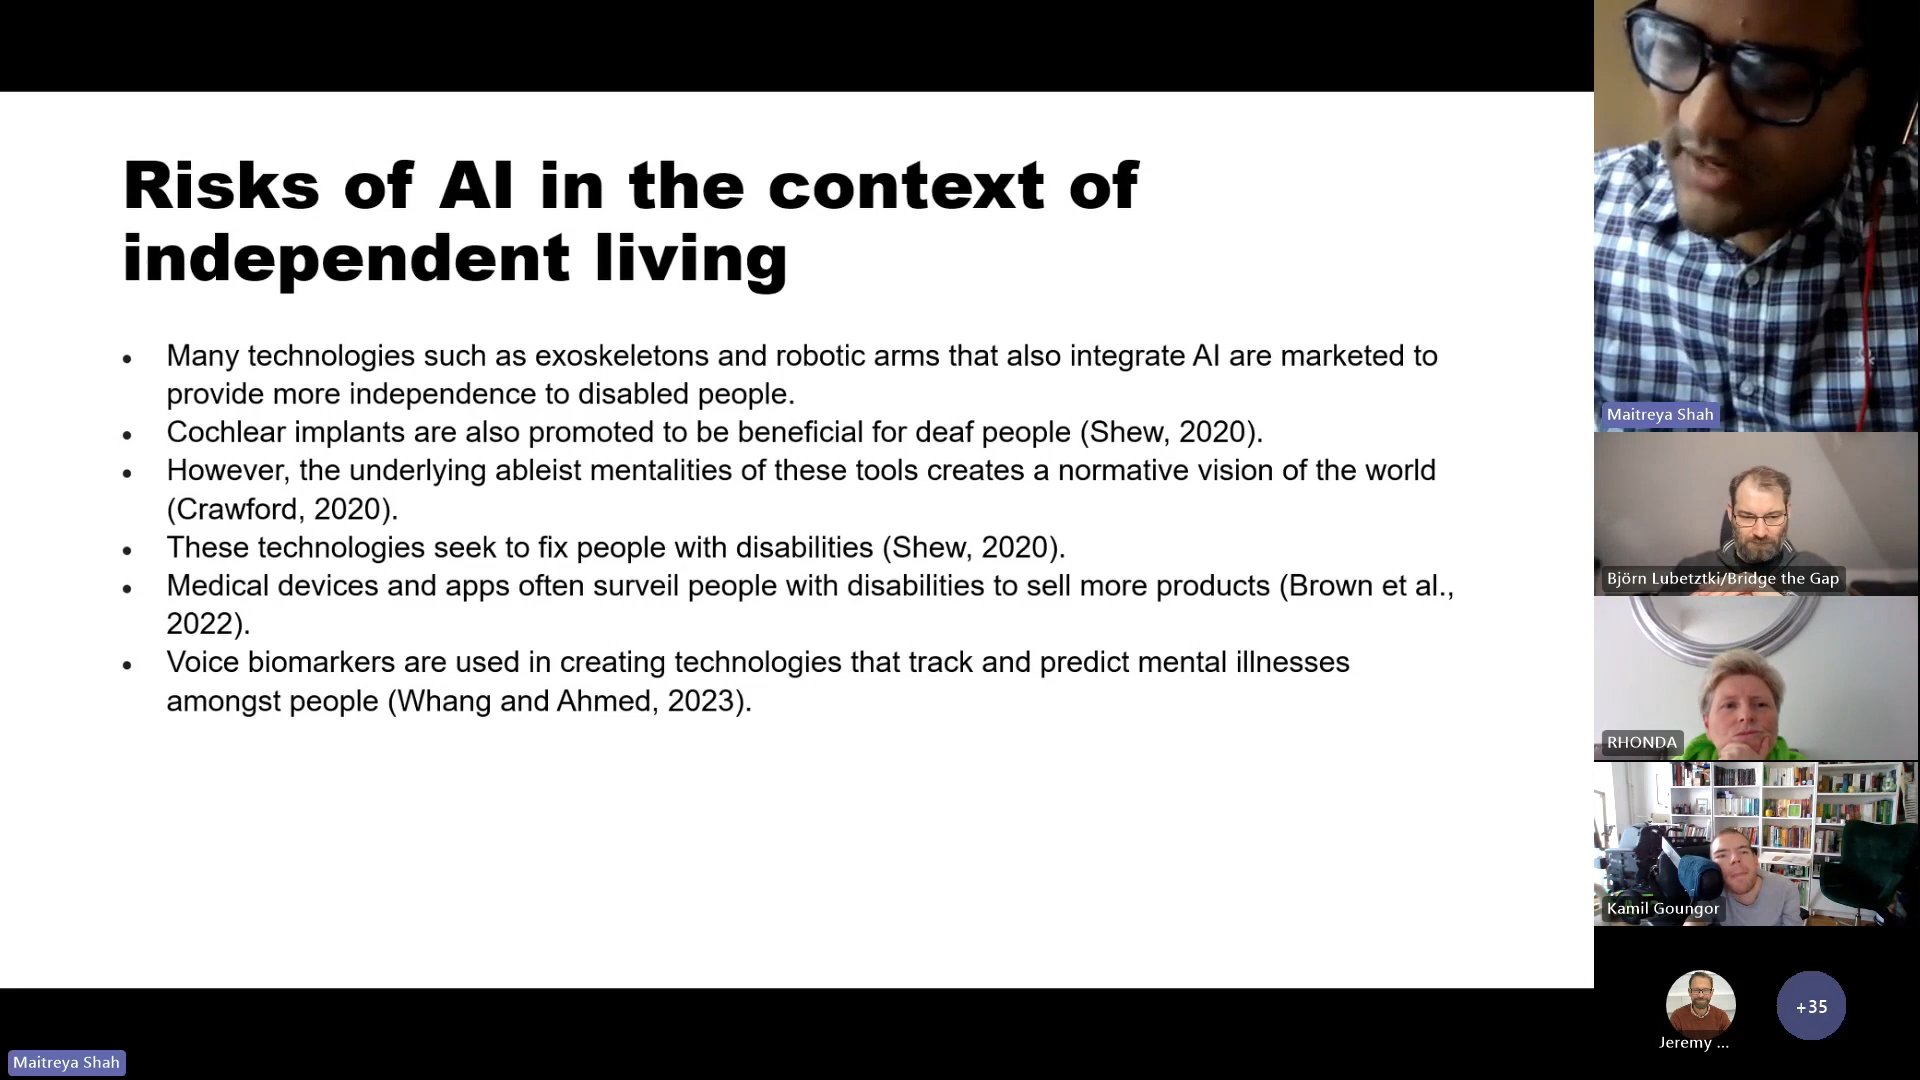 Risks of AI in the context of
independent living
• Many technologies such as exoskeletons and robotic arms that also integrate AI are marketed to
provide more independence to disabled people.
• Cochlear implants are also promoted to be beneficial for deaf people (Shew, 2020).
• However, the underlying ableist mentalities of these tools creates a normative vision of the world
(Crawford, 2020).
• These technologies seek to fix people with disabilities (Shew, 2020).
• Medical devices and apps often surveil people with disabilities to sell more products (Brown et al.,
2022).
• Voice biomarkers are used in creating technologies that track and predict mental illnesses
amongst people (Whang and Ahmed, 2023).
Maitreya Shah
Björn Lubetztki/Bridge the Gap
RHONDA
Kamil Goungor
Jeremy ...
+35
Maitreya Shah